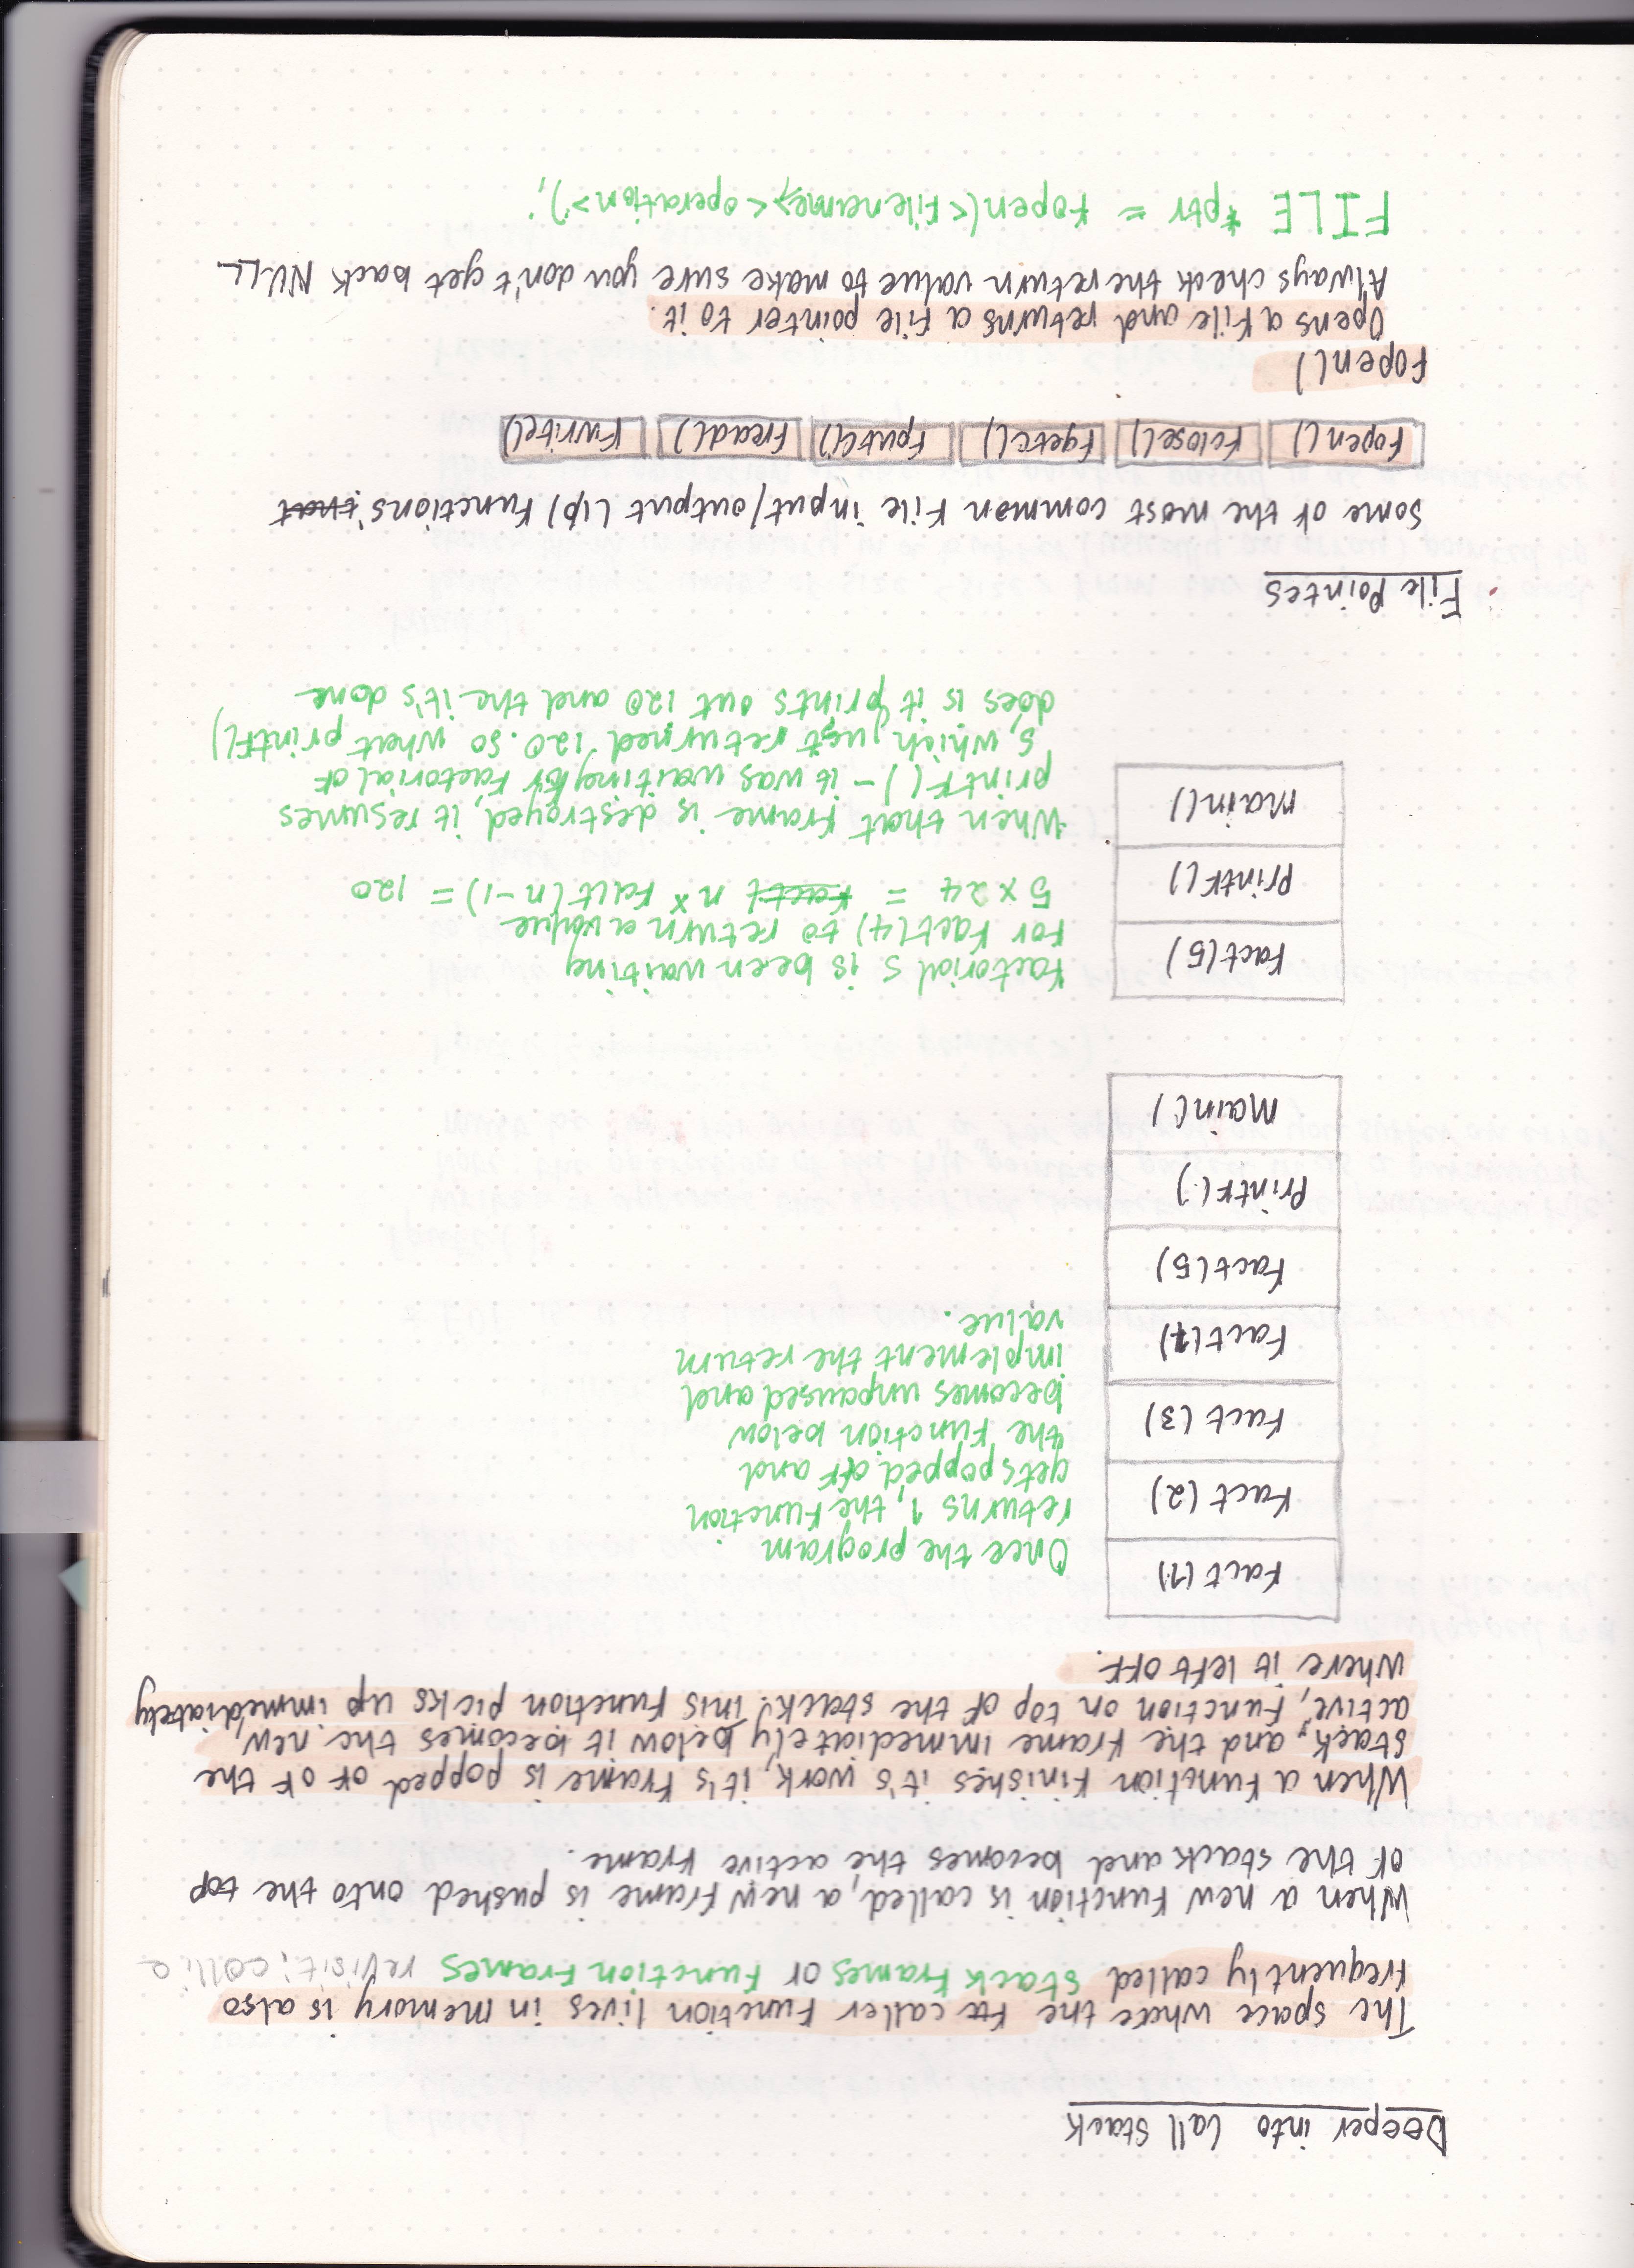 Deeper into Call Stack
The space where the caller function lives in memory is also
frequently called Stack Frames or Function Frames revisit: collie
When a new function is called, a new frame is pushed onto the top
of the stack and becomes the active frame.
When a function finishes it's work, it's frame is popped of of the
stack, and the frame immediately below it becomes the new,
active, function on top of the stack. This function picks up immediately
where it left off.
Fact(1)
Fact(2)
Fact(3)
Fact(4)
Fact(5)
Printf()
Main()
Once the program
returns 1, the function
gets popped off and
the function below
becomes unpaused and
implement the return
value.
Fact(5)
Printf()
Main()
Factorial 5 is been waiting
for Fact(4) to return a value
5 x 24 = fact( n x Fact(n-1) = 120
When that frame is destroyed, it resumes
printf() - it was waiting for factorial of
5, which just returned 120. So what printf()
does is it prints out 120 and the it's done
File Pointes
Some of the most common file input/output (I/O) functions that
fopen() fclose() fgetc() fputc() fread() fwrite()
fopen()
Opens a file and returns a file pointer to it.
Always check the return value to make sure you don't get back NULL
FILE *ptr = fopen(<filename>,<operation>);